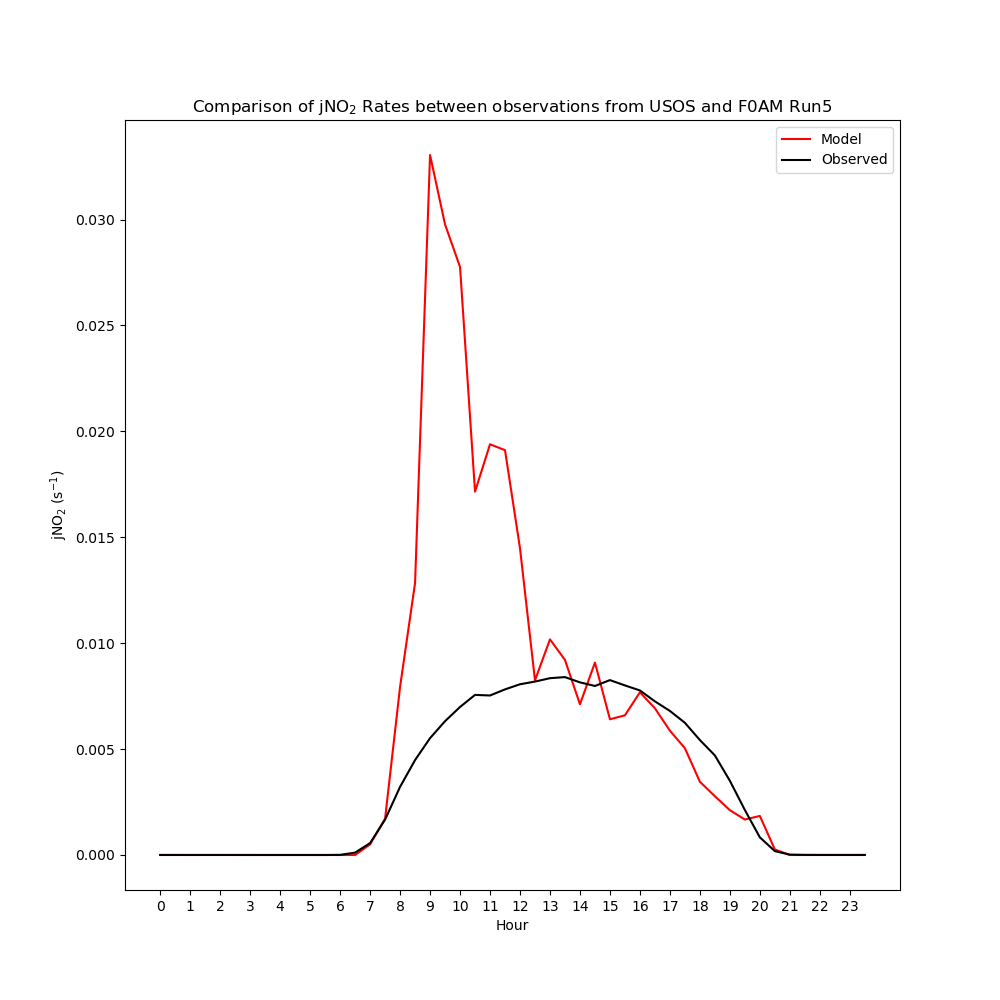 Comparison of jNO₂ Rates between observations from USOS and F0AM Run5
Model
Observed
0.030
0.025
0.020
0.015
0.010
0.005
0.000
jNO₂ (s⁻¹)
0 1 2 3 4 5 6 7 8 9 10 11 12 13 14 15 16 17 18 19 20 21 22 23
Hour